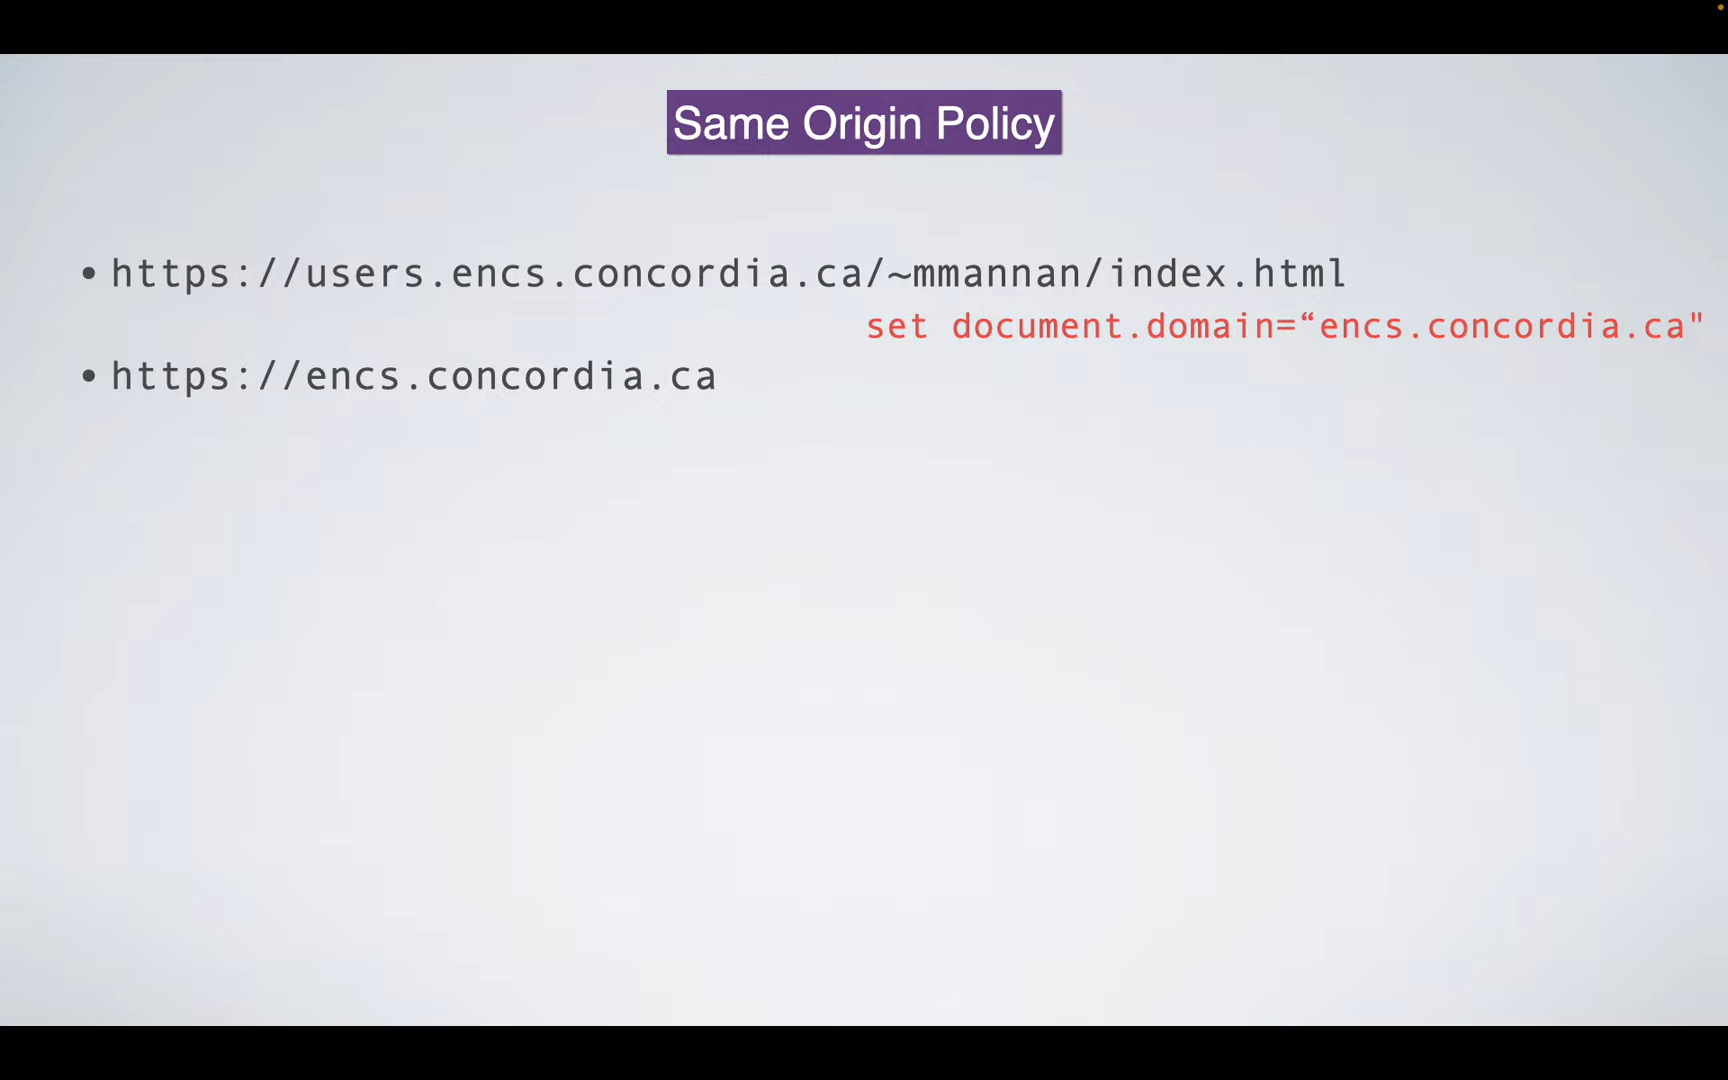 Same Origin Policy
• https://users.encs.concordia.ca/~mmannan/index.html
set document.domain=“encs.concordia.ca"
• https://encs.concordia.ca